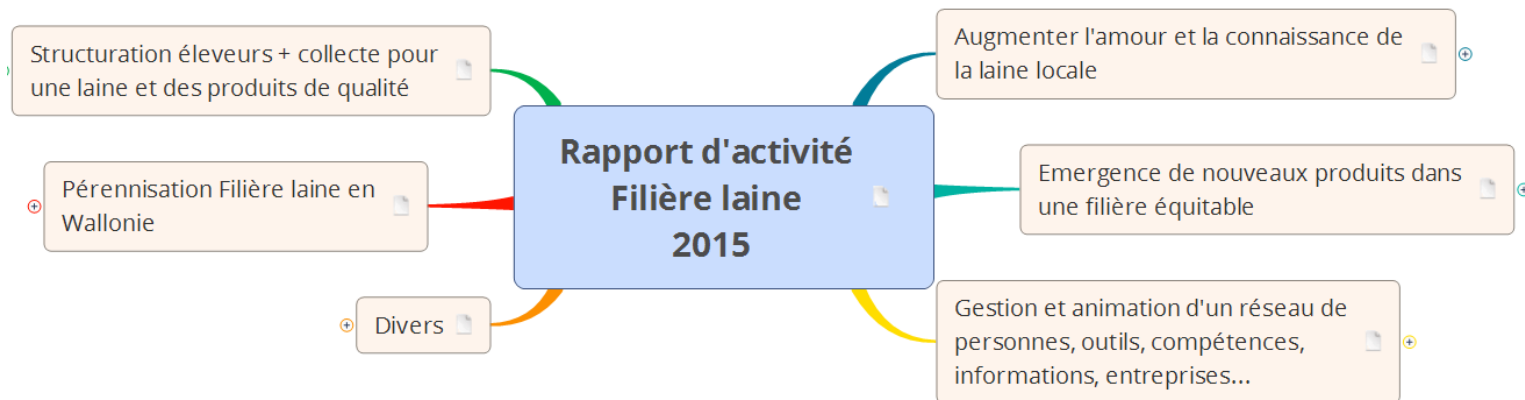 Rapport d'activité
Filière laine
2015
Augmenter l'amour et la connaissance de
la laine locale
Emergence de nouveaux produits dans
une filière équitable
Gestion et animation d'un réseau de
personnes, outils, compétences,
informations, entreprises...
Structuration éleveurs + collecte pour
une laine et des produits de qualité
Pérennisation Filière laine en
Wallonie
Divers